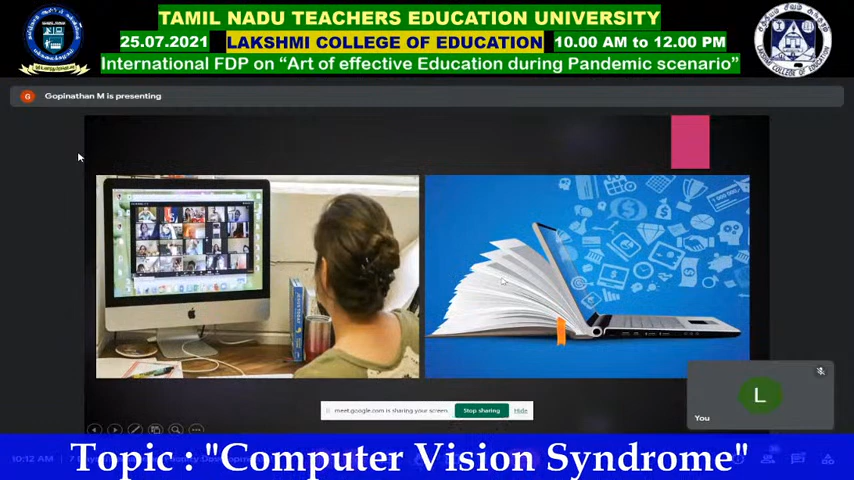 TAMIL NADU TEACHERS EDUCATION UNIVERSITY
25.07.2021 LAKSHMI COLLEGE OF EDUCATION 10.00 AM to 12.00 PM
International FDP on “Art of effective Education during Pandemic scenario”
G Gopinathan M is presenting
meet.google.com is sharing your screen. Stop sharing Hide
L
You
10:12 AM
Topic : "Computer Vision Syndrome"